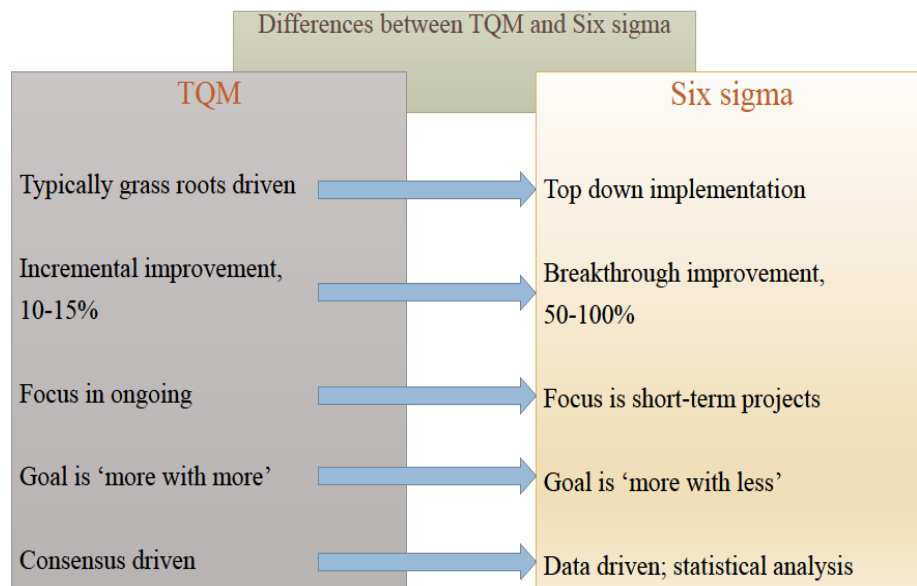 Differences between TQM and Six sigma
TQM
Six sigma
Typically grass roots driven
Top down implementation
Incremental improvement,
10-15%
Breakthrough improvement,
50-100%
Focus in ongoing
Focus is short-term projects
Goal is ‘more with more’
Goal is ‘more with less’
Consensus driven
Data driven; statistical analysis